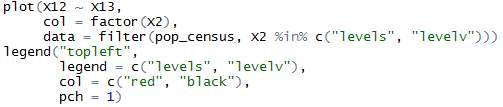 plot(X12 ~ X13,
     col = factor(X2),
     data = filter(pop_census, X2 %in% c("levels", "levelv")))
legend("topleft",
       legend = c("levels", "levelv"),
       col = c("red", "black"),
       pch = 1)